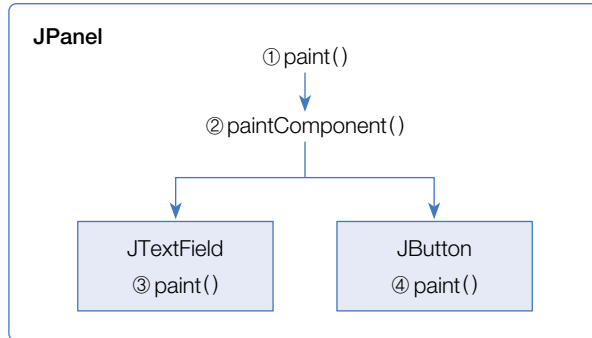 JPanel
① paint()
② paintComponent()
JTextField
③ paint()
JButton
④ paint()